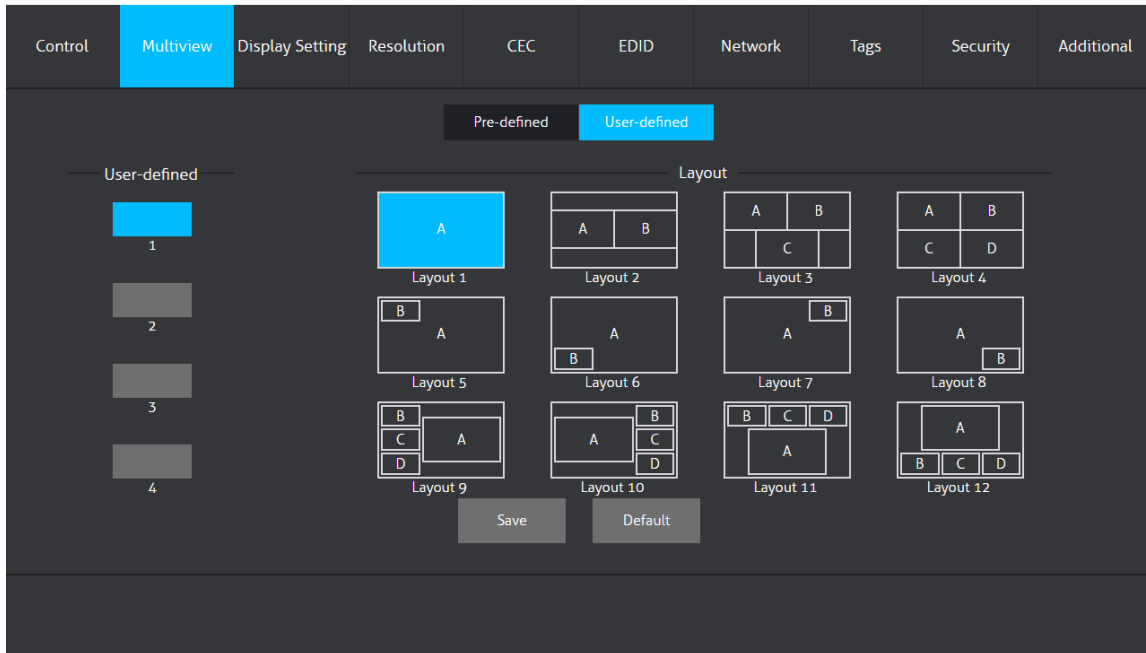 Control Multiview Display Setting Resolution CEC EDID Network Tags Security Additional
Pre-defined User-defined
User-defined
1
2
3
4
Layout
A
Layout 1
A B
Layout 2
A B
C
Layout 3
A B
C D
Layout 4
B
A
Layout 5
A
B
Layout 6
B
A
Layout 7
A
B
Layout 8
B
C A
D
Layout 9
B
A C
D
Layout 10
B C D
A
Layout 11
A
B C D
Layout 12
Save Default